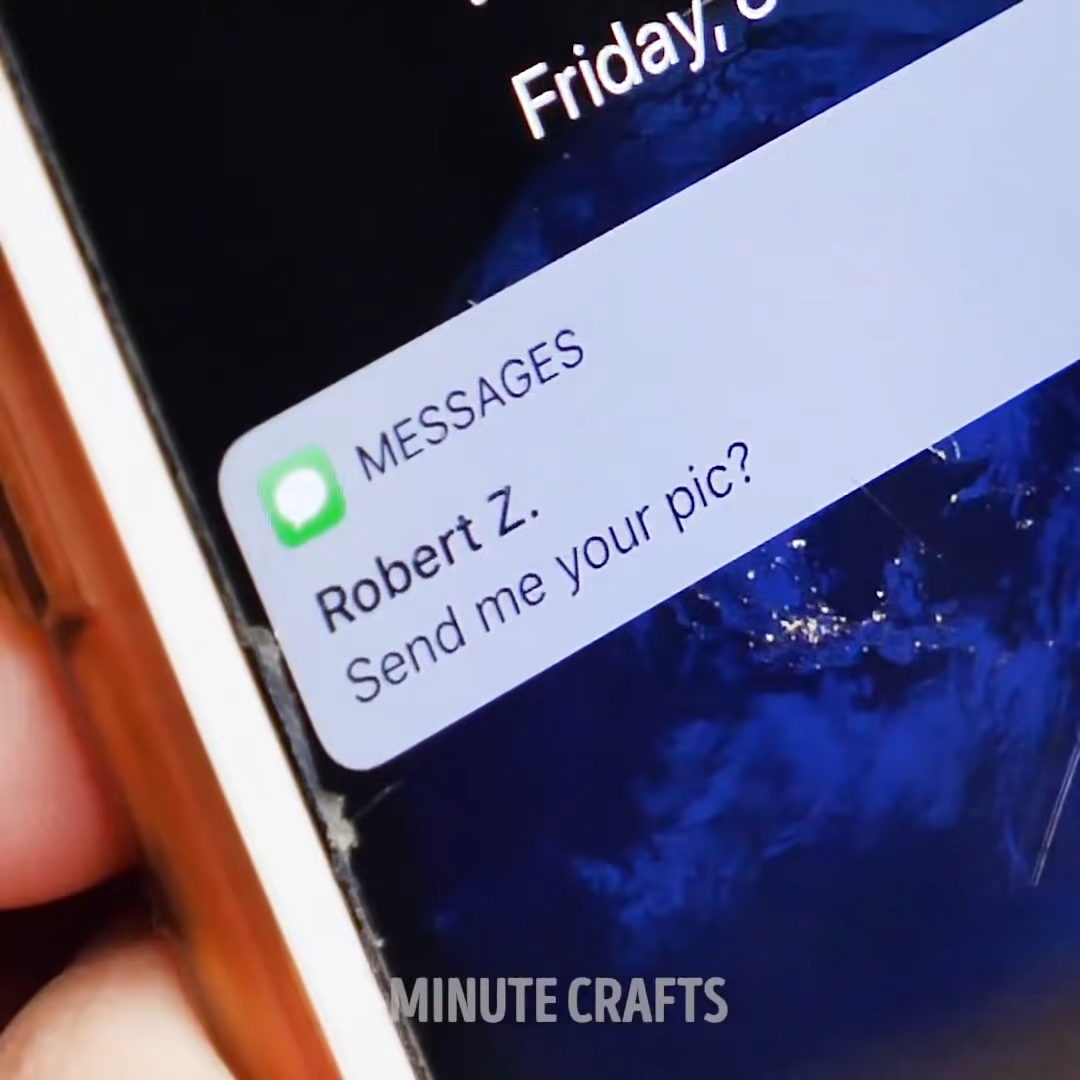 Friday,
MESSAGES
Robert Z.
Send me your pic?
MINUTE CRAFTS